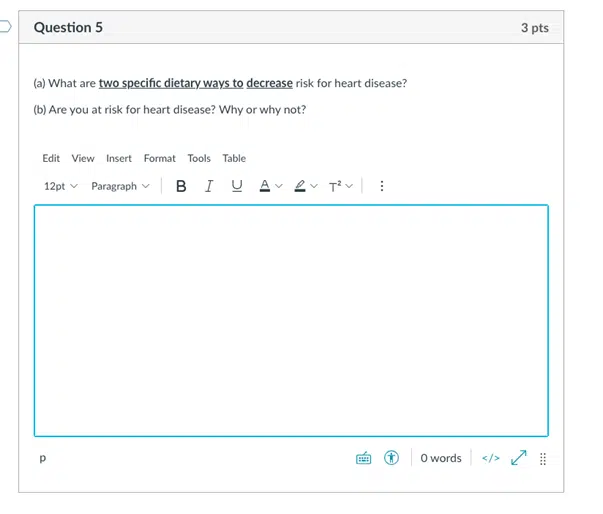 Question 5 3 pts
(a) What are two specific dietary ways to decrease risk for heart disease?
(b) Are you at risk for heart disease? Why or why not?
Edit View Insert Format Tools Table
12pt Paragraph B I U A T²
p 0 words </>